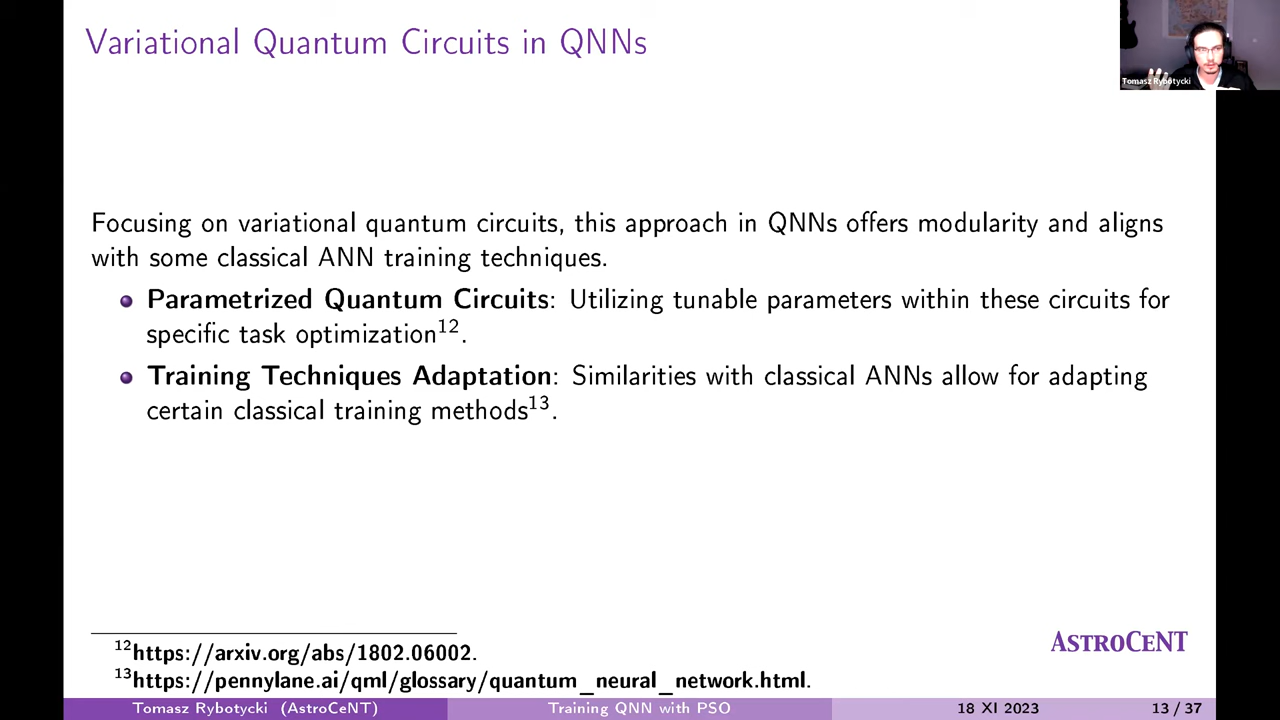 Variational Quantum Circuits in QNNs
Tomasz Rybotycki
Focusing on variational quantum circuits, this approach in QNNs offers modularity and aligns
with some classical ANN training techniques.
Parametrized Quantum Circuits: Utilizing tunable parameters within these circuits for
specific task optimization12.
Training Techniques Adaptation: Similarities with classical ANNs allow for adapting
certain classical training methods13.
ASTROCENT
12https://arxiv.org/abs/1802.06002.
13https://pennylane.ai/qml/glossary/quantum_neural_network.html.
Tomasz Rybotycki (AstroCeNT) Training QNN with PSO 18 XI 2023 13 / 37